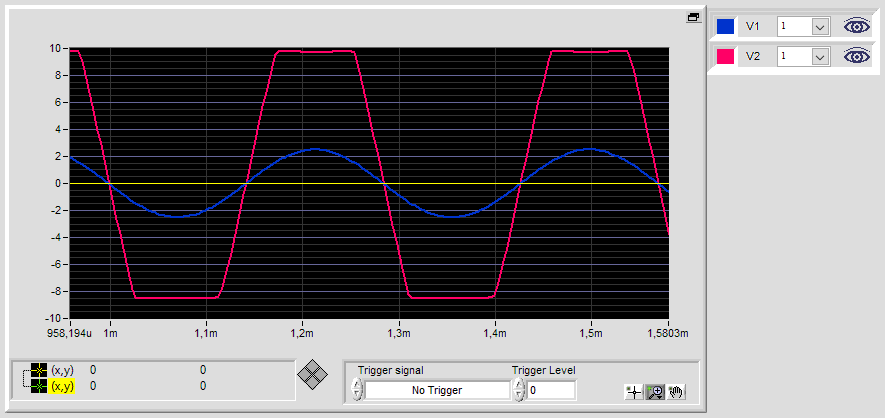 V1 1
V2 1
10
8
6
4
2
0
-2
-4
-6
-8
-10
958,194u 1m 1,1m 1,2m 1,3m 1,4m 1,5m 1,5803m
(x,y) 0 0
(x,y) 0 0
Trigger signal Trigger Level
No Trigger 0